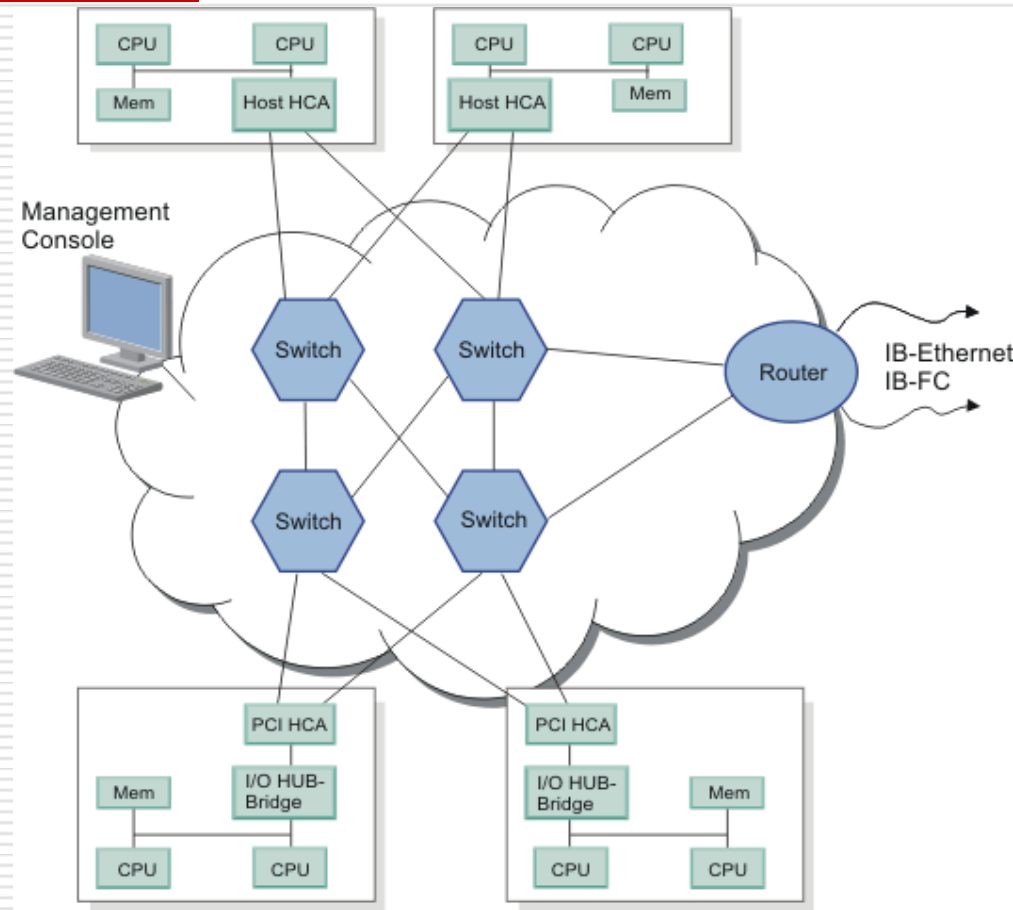 CPU
CPU
Mem
Host HCA
CPU
CPU
Host HCA
Mem
Management
Console
Switch
Switch
Router
IB-Ethernet
IB-FC
Switch
Switch
PCI HCA
I/O HUB-
Bridge
Mem
CPU
CPU
PCI HCA
I/O HUB-
Bridge
Mem
CPU
CPU